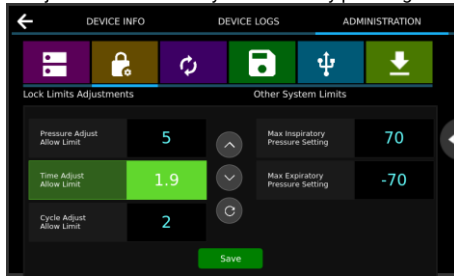 DEVICE INFO DEVICE LOGS ADMINISTRATION
Lock Limits Adjustments Other System Limits
Pressure Adjust
Allow Limit
5
Max Inspiratory
Pressure Setting
70
Time Adjust
Allow Limit
1.9
Max Expiratory
Pressure Setting
-70
Cycle Adjust
Allow Limit
2
Save